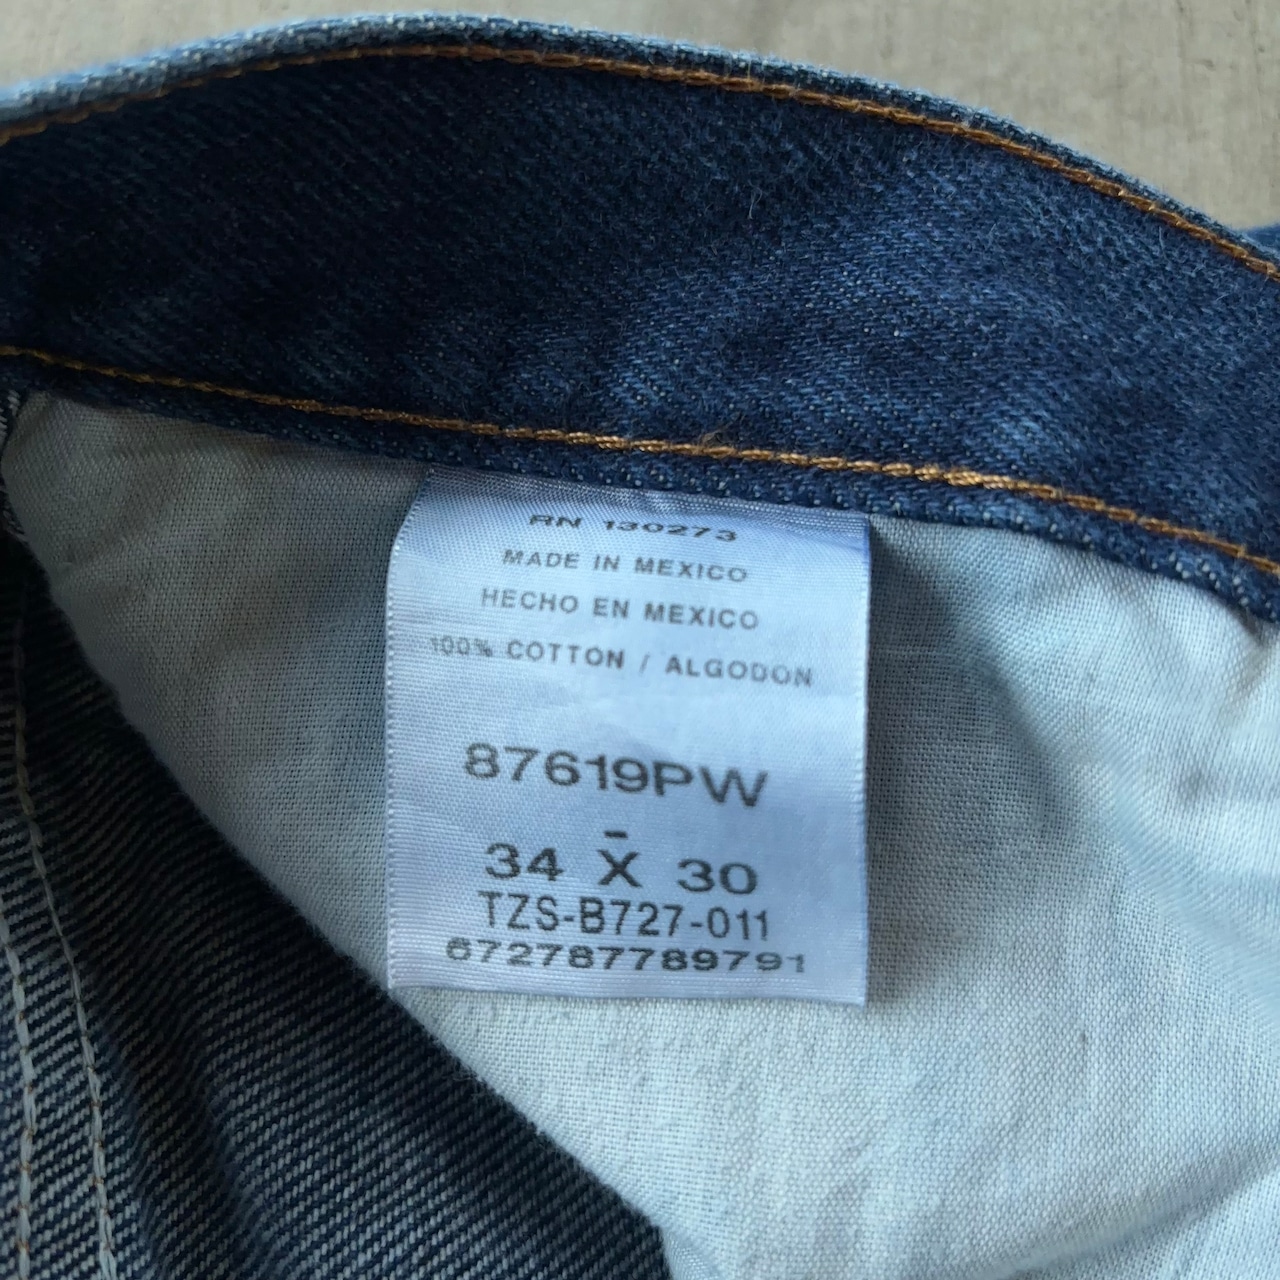 RN 130273
MADE IN MEXICO
HECHO EN MEXICO
100% COTTON / ALGODON
87619PW
-
34 X 30
TZS-B727-011
672787789791